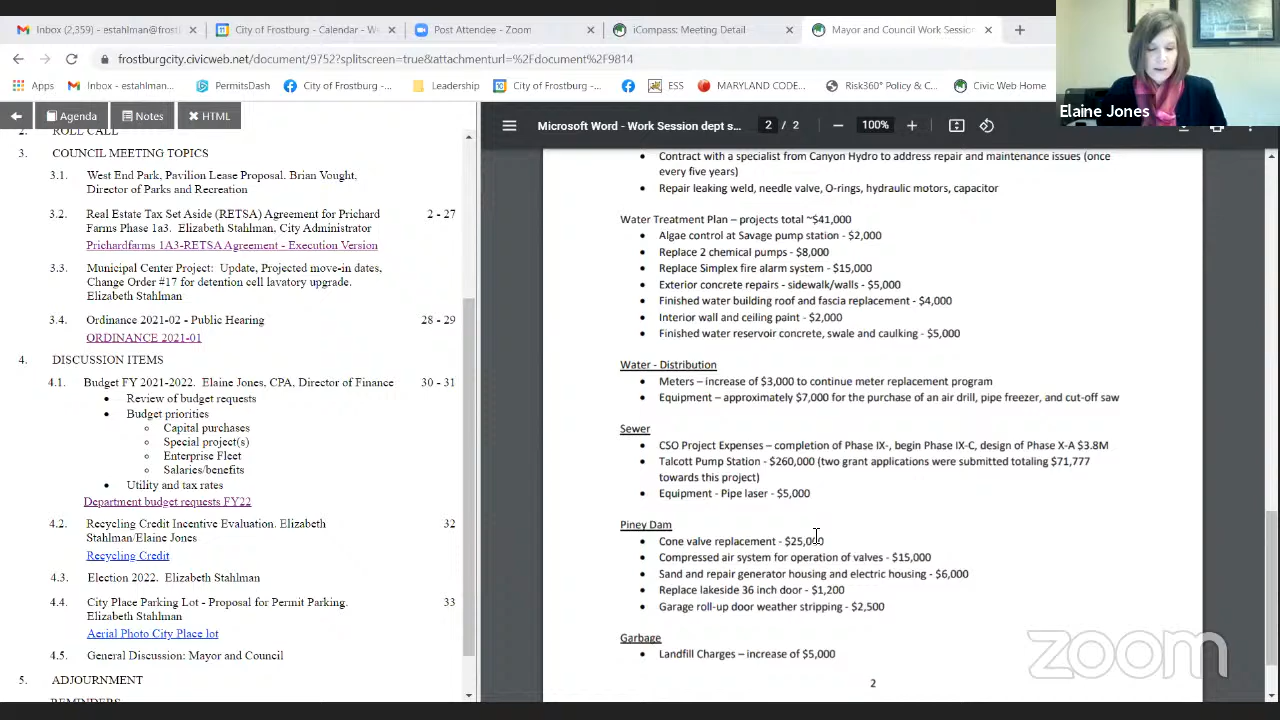 Inbox (2,359) - estahlman@frost
City of Frostburg - Calendar - W
Post Attendee - Zoom
iCompass: Meeting Detail
Mayor and Council Work Session
frostburgcity.civicweb.net/document/9752?splitscreen=true&attachmenturl=%2Fdocument%2F9814
Apps
estahlman...
PermitsDash
City of Frostburg -...
Leadership
City of Frostburg -...
ESS
MARYLAND CODE...
Risk360° Policy & C...
Civic Web Home
Elaine Jones
Agenda
Notes
HTML
Microsoft Word - Work Session dept s...
2 / 2
100%
2. ROLL CALL
3. COUNCIL MEETING TOPICS
3.1. West End Park, Pavilion Lease Proposal. Brian Vought,
Director of Parks and Recreation
3.2. Real Estate Tax Set Aside (RETSA) Agreement for Prichard 2 - 27
Farms Phase 1a3. Elizabeth Stahlman, City Administrator
Prichardfarms 1A3-RETSA Agreement - Execution Version
3.3. Municipal Center Project: Update, Projected move-in dates,
Change Order #17 for detention cell lavatory upgrade.
Elizabeth Stahlman
3.4. Ordinance 2021-02 - Public Hearing 28 - 29
ORDINANCE 2021-01
4. DISCUSSION ITEMS
4.1. Budget FY 2021-2022. Elaine Jones, CPA, Director of Finance 30 - 31
• Review of budget requests
• Budget priorities
○ Capital purchases
○ Special project(s)
○ Enterprise Fleet
○ Salaries/benefits
• Utility and tax rates
Department budget requests FY22
4.2. Recycling Credit Incentive Evaluation. Elizabeth 32
Stahlman/Elaine Jones
Recycling Credit
4.3. Election 2022. Elizabeth Stahlman
4.4. City Place Parking Lot - Proposal for Permit Parking. 33
Elizabeth Stahlman
Aerial Photo City Place lot
4.5. General Discussion: Mayor and Council
5. ADJOURNMENT
REMINDERS
• Contract with a specialist from Canyon Hydro to address repair and maintenance issues (once
every five years)
• Repair leaking weld, needle valve, O-rings, hydraulic motors, capacitor
Water Treatment Plan – projects total ~$41,000
• Algae control at Savage pump station - $2,000
• Replace 2 chemical pumps - $8,000
• Replace Simplex fire alarm system - $15,000
• Exterior concrete repairs - sidewalk/walls - $5,000
• Finished water building roof and fascia replacement - $4,000
• Interior wall and ceiling paint - $2,000
• Finished water reservoir concrete, swale and caulking - $5,000
Water - Distribution
• Meters – increase of $3,000 to continue meter replacement program
• Equipment – approximately $7,000 for the purchase of an air drill, pipe freezer, and cut-off saw
Sewer
• CSO Project Expenses – completion of Phase IX-, begin Phase IX-C, design of Phase X-A $3.8M
• Talcott Pump Station - $260,000 (two grant applications were submitted totaling $71,777
towards this project)
• Equipment - Pipe laser - $5,000
Piney Dam
• Cone valve replacement - $25,000
• Compressed air system for operation of valves - $15,000
• Sand and repair generator housing and electric housing - $6,000
• Replace lakeside 36 inch door - $1,200
• Garage roll-up door weather stripping - $2,500
Garbage
• Landfill Charges – increase of $5,000
2
zoom